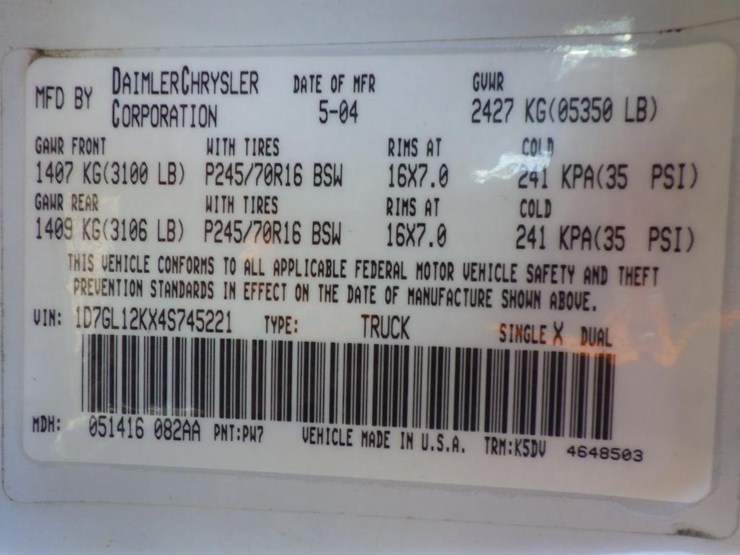 MFD BY DAIMLERCHRYSLER CORPORATION DATE OF MFR 5-04 GVWR 2427 KG(05350 LB)
GAWR FRONT WITH TIRES RIMS AT COLD
1407 KG(3100 LB) P245/70R16 BSW 16X7.0 241 KPA(35 PSI)
GAWR REAR WITH TIRES RIMS AT COLD
1409 KG(3106 LB) P245/70R16 BSW 16X7.0 241 KPA(35 PSI)
THIS VEHICLE CONFORMS TO ALL APPLICABLE FEDERAL MOTOR VEHICLE SAFETY AND THEFT
PREVENTION STANDARDS IN EFFECT ON THE DATE OF MANUFACTURE SHOWN ABOVE.
VIN: 1D7GL12KX4S745221 TYPE: TRUCK SINGLE X DUAL
MDH: 051416 082AA PNT:PW7 VEHICLE MADE IN U.S.A. TRM:K5DV 4648503